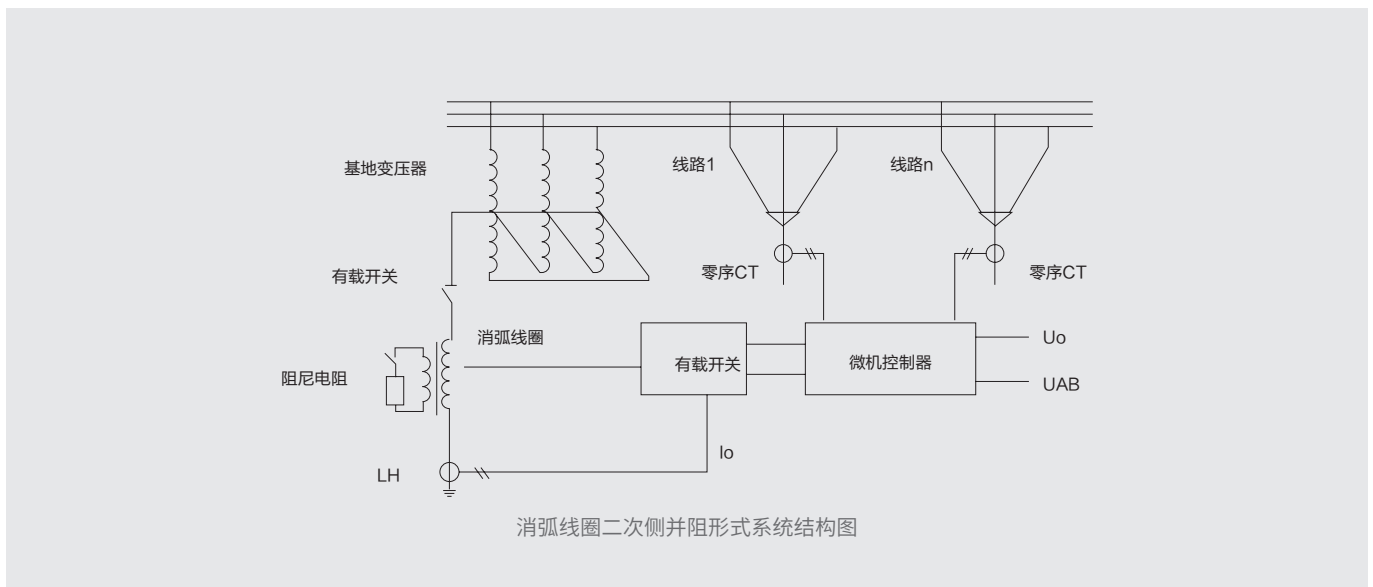 基地变压器
线路1
线路n
有载开关
零序CT
零序CT
消弧线圈
有载开关
微机控制器
Uo
阻尼电阻
UAB
Io
LH
消弧线圈二次侧并阻形式系统结构图